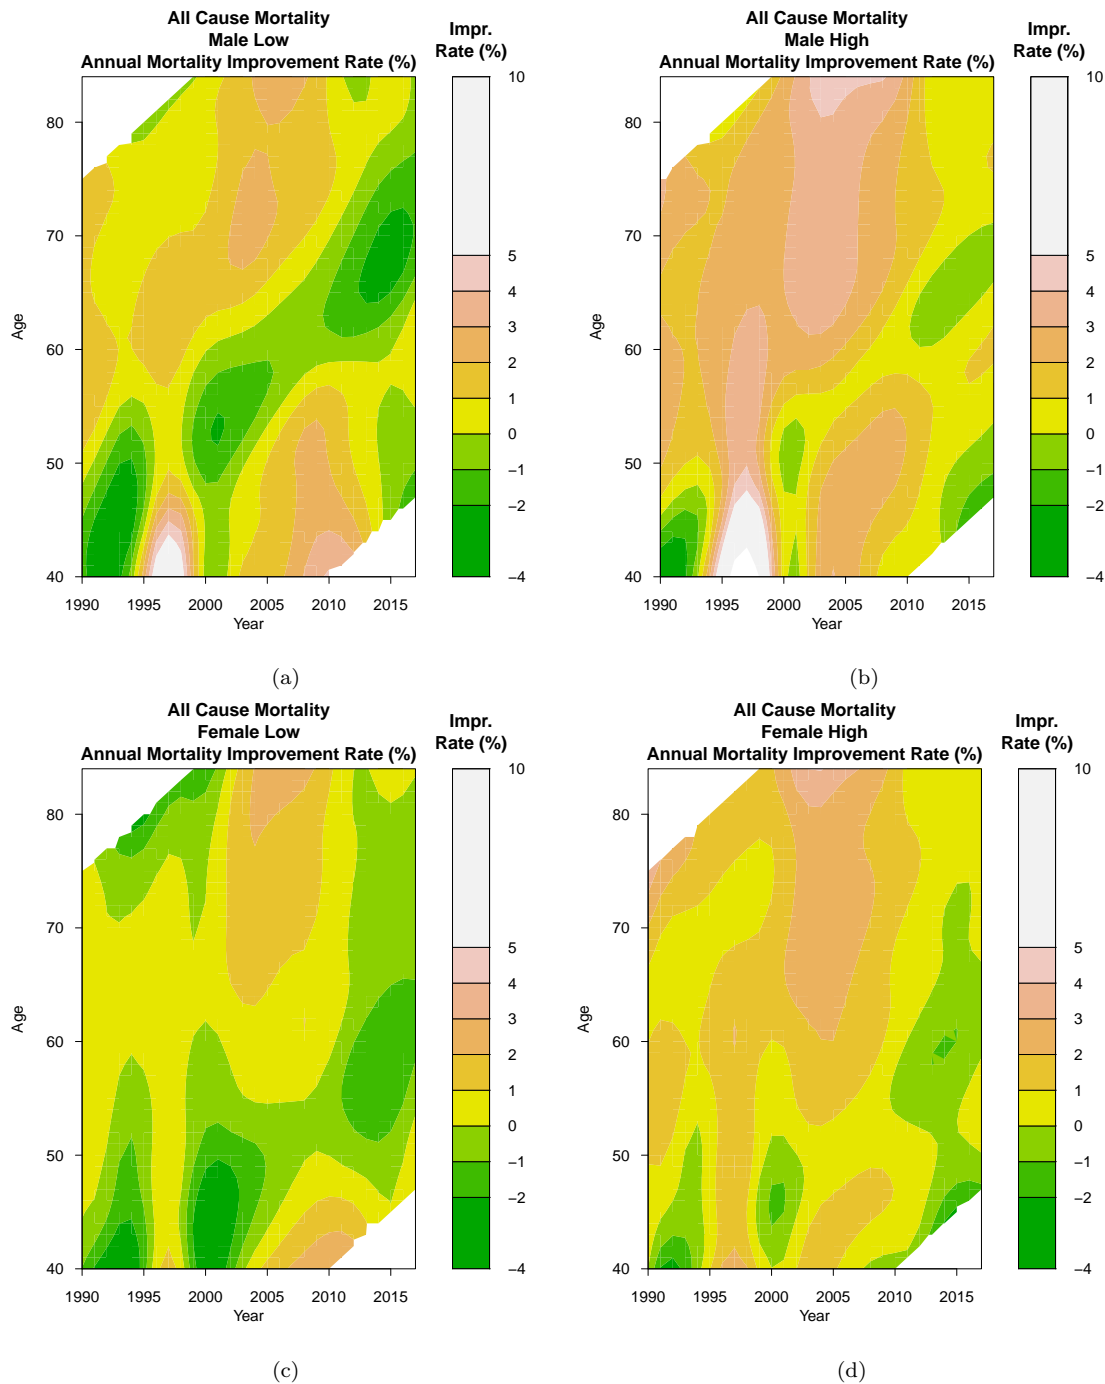 All Cause Mortality
Male Low
Annual Mortality Improvement Rate (%)
Impr.
Rate (%)
Age
80
70
60
50
40
1990 1995 2000 2005 2010 2015
Year
10
5
4
3
2
1
0
−1
−2
−4
(a)
All Cause Mortality
Male High
Annual Mortality Improvement Rate (%)
Impr.
Rate (%)
Age
80
70
60
50
40
1990 1995 2000 2005 2010 2015
Year
10
5
4
3
2
1
0
−1
−2
−4
(b)
All Cause Mortality
Female Low
Annual Mortality Improvement Rate (%)
Impr.
Rate (%)
Age
80
70
60
50
40
1990 1995 2000 2005 2010 2015
Year
10
5
4
3
2
1
0
−1
−2
−4
(c)
All Cause Mortality
Female High
Annual Mortality Improvement Rate (%)
Impr.
Rate (%)
Age
80
70
60
50
40
1990 1995 2000 2005 2010 2015
Year
10
5
4
3
2
1
0
−1
−2
−4
(d)